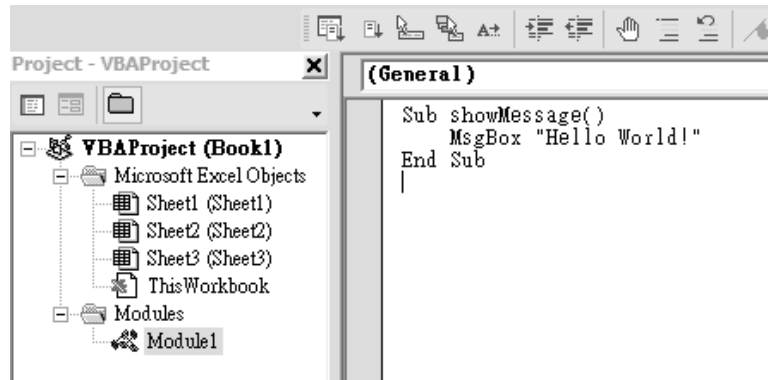 Project - VBAProject
(General)
VBAProject (Book1)
Microsoft Excel Objects
Sheet1 (Sheet1)
Sheet2 (Sheet2)
Sheet3 (Sheet3)
ThisWorkbook
Modules
Module1
Sub showMessage()
MsgBox "Hello World!"
End Sub